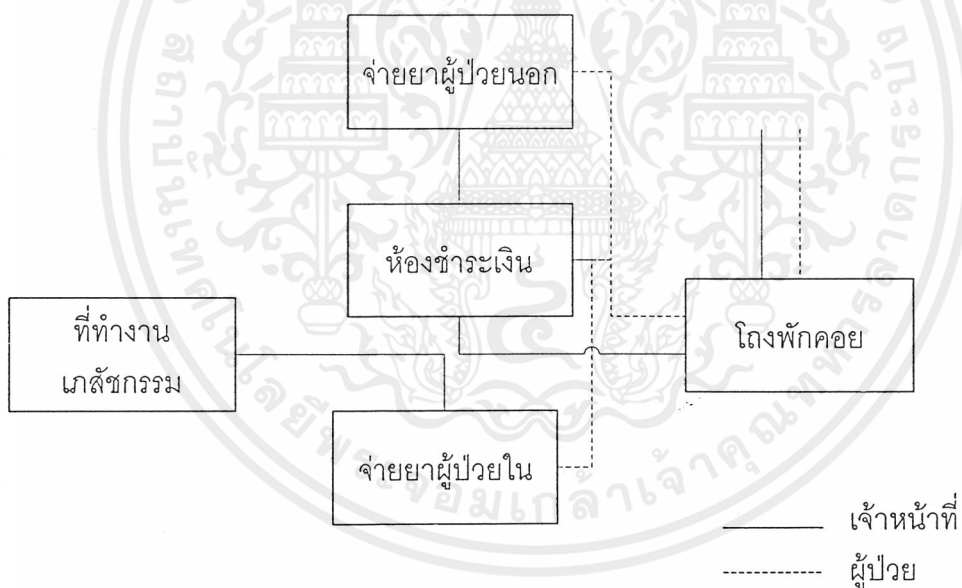 จ่ายยาผู้ป่วยนอก
ห้องชำระเงิน
ที่ทำงาน
เภสัชกรรม
โถงพักคอย
จ่ายยาผู้ป่วยใน
เจ้าหน้าที่
ผู้ป่วย